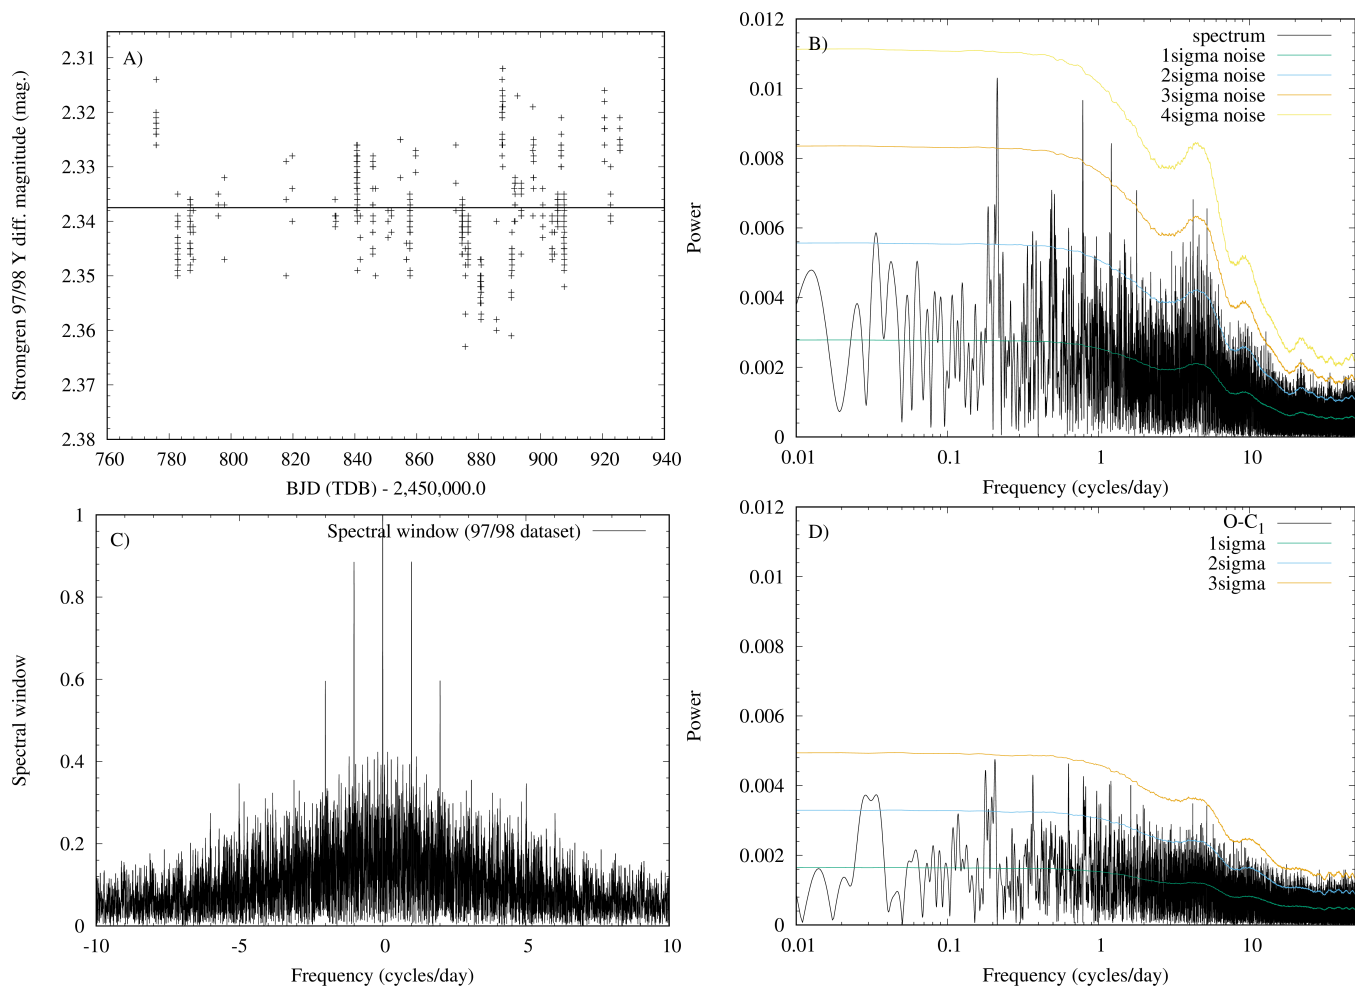 A)
Stromgren 97/98 Y diff. magnitude (mag.)
2.31
2.32
2.33
2.34
2.35
2.36
2.37
2.38
760 780 800 820 840 860 880 900 920 940
BJD (TDB) - 2,450,000.0
B)
spectrum
1sigma noise
2sigma noise
3sigma noise
4sigma noise
Power
0.012
0.01
0.008
0.006
0.004
0.002
0
0.01 0.1 1 10
Frequency (cycles/day)
C)
Spectral window (97/98 dataset)
Spectral window
1
0.8
0.6
0.4
0.2
0
-10 -5 0 5 10
Frequency (cycles/day)
D)
O-C1
1sigma
2sigma
3sigma
Power
0.012
0.01
0.008
0.006
0.004
0.002
0
0.01 0.1 1 10
Frequency (cycles/day)